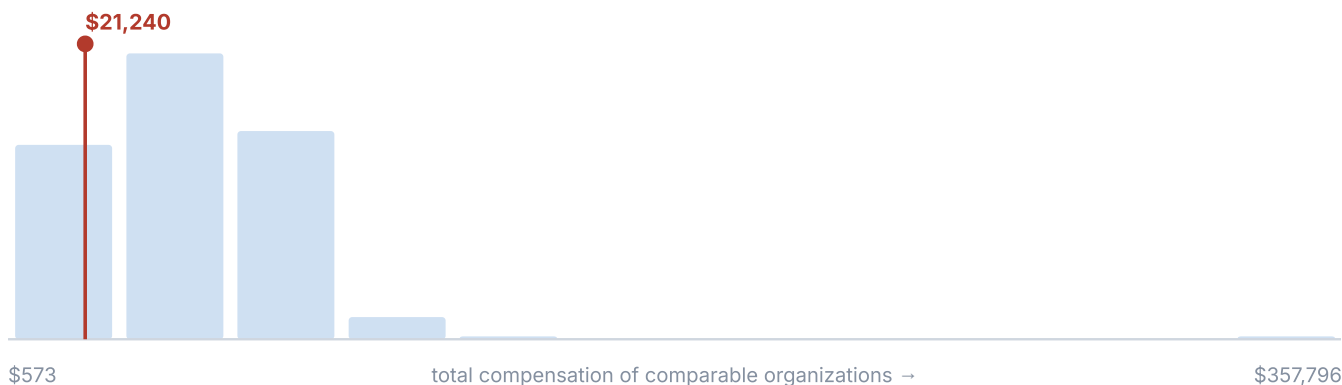 $21,240
$573 total compensation of comparable organizations → $357,796